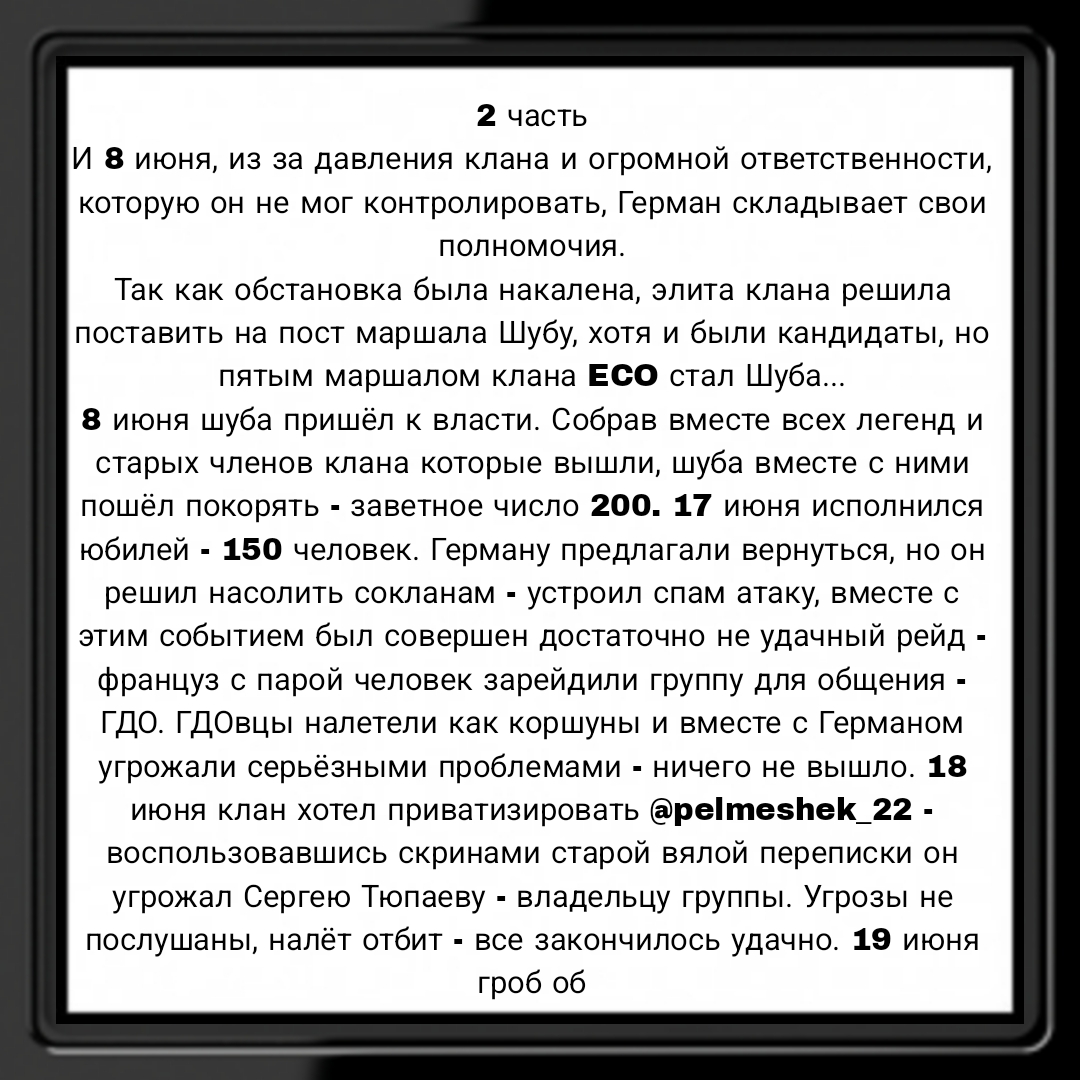 2 часть
И 8 июня, из за давления клана и огромной ответственности,
которую он не мог контролировать, Герман складывает свои
полномочия.
Так как обстановка была накалена, элита клана решила
поставить на пост маршала Шубу, хотя и были кандидаты, но
пятым маршалом клана ECO стал Шуба...
8 июня шуба пришёл к власти. Собрав вместе всех легенд и
старых членов клана которые вышли, шуба вместе с ними
пошёл покорять - заветное число 200. 17 июня исполнился
юбилей - 150 человек. Герману предлагали вернуться, но он
решил насолить сокланам - устроил спам атаку, вместе с
этим событием был совершен достаточно не удачный рейд -
француз с парой человек зарейдили группу для общения -
ГДО. ГДОвцы налетели как коршуны и вместе с Германом
угрожали серьёзными проблемами - ничего не вышло. 18
июня клан хотел приватизировать @pelmeshek_22 -
воспользовавшись скринами старой вялой переписки он
угрожал Сергею Тюпаеву - владельцу группы. Угрозы не
послушаны, налёт отбит - все закончилось удачно. 19 июня
гроб об